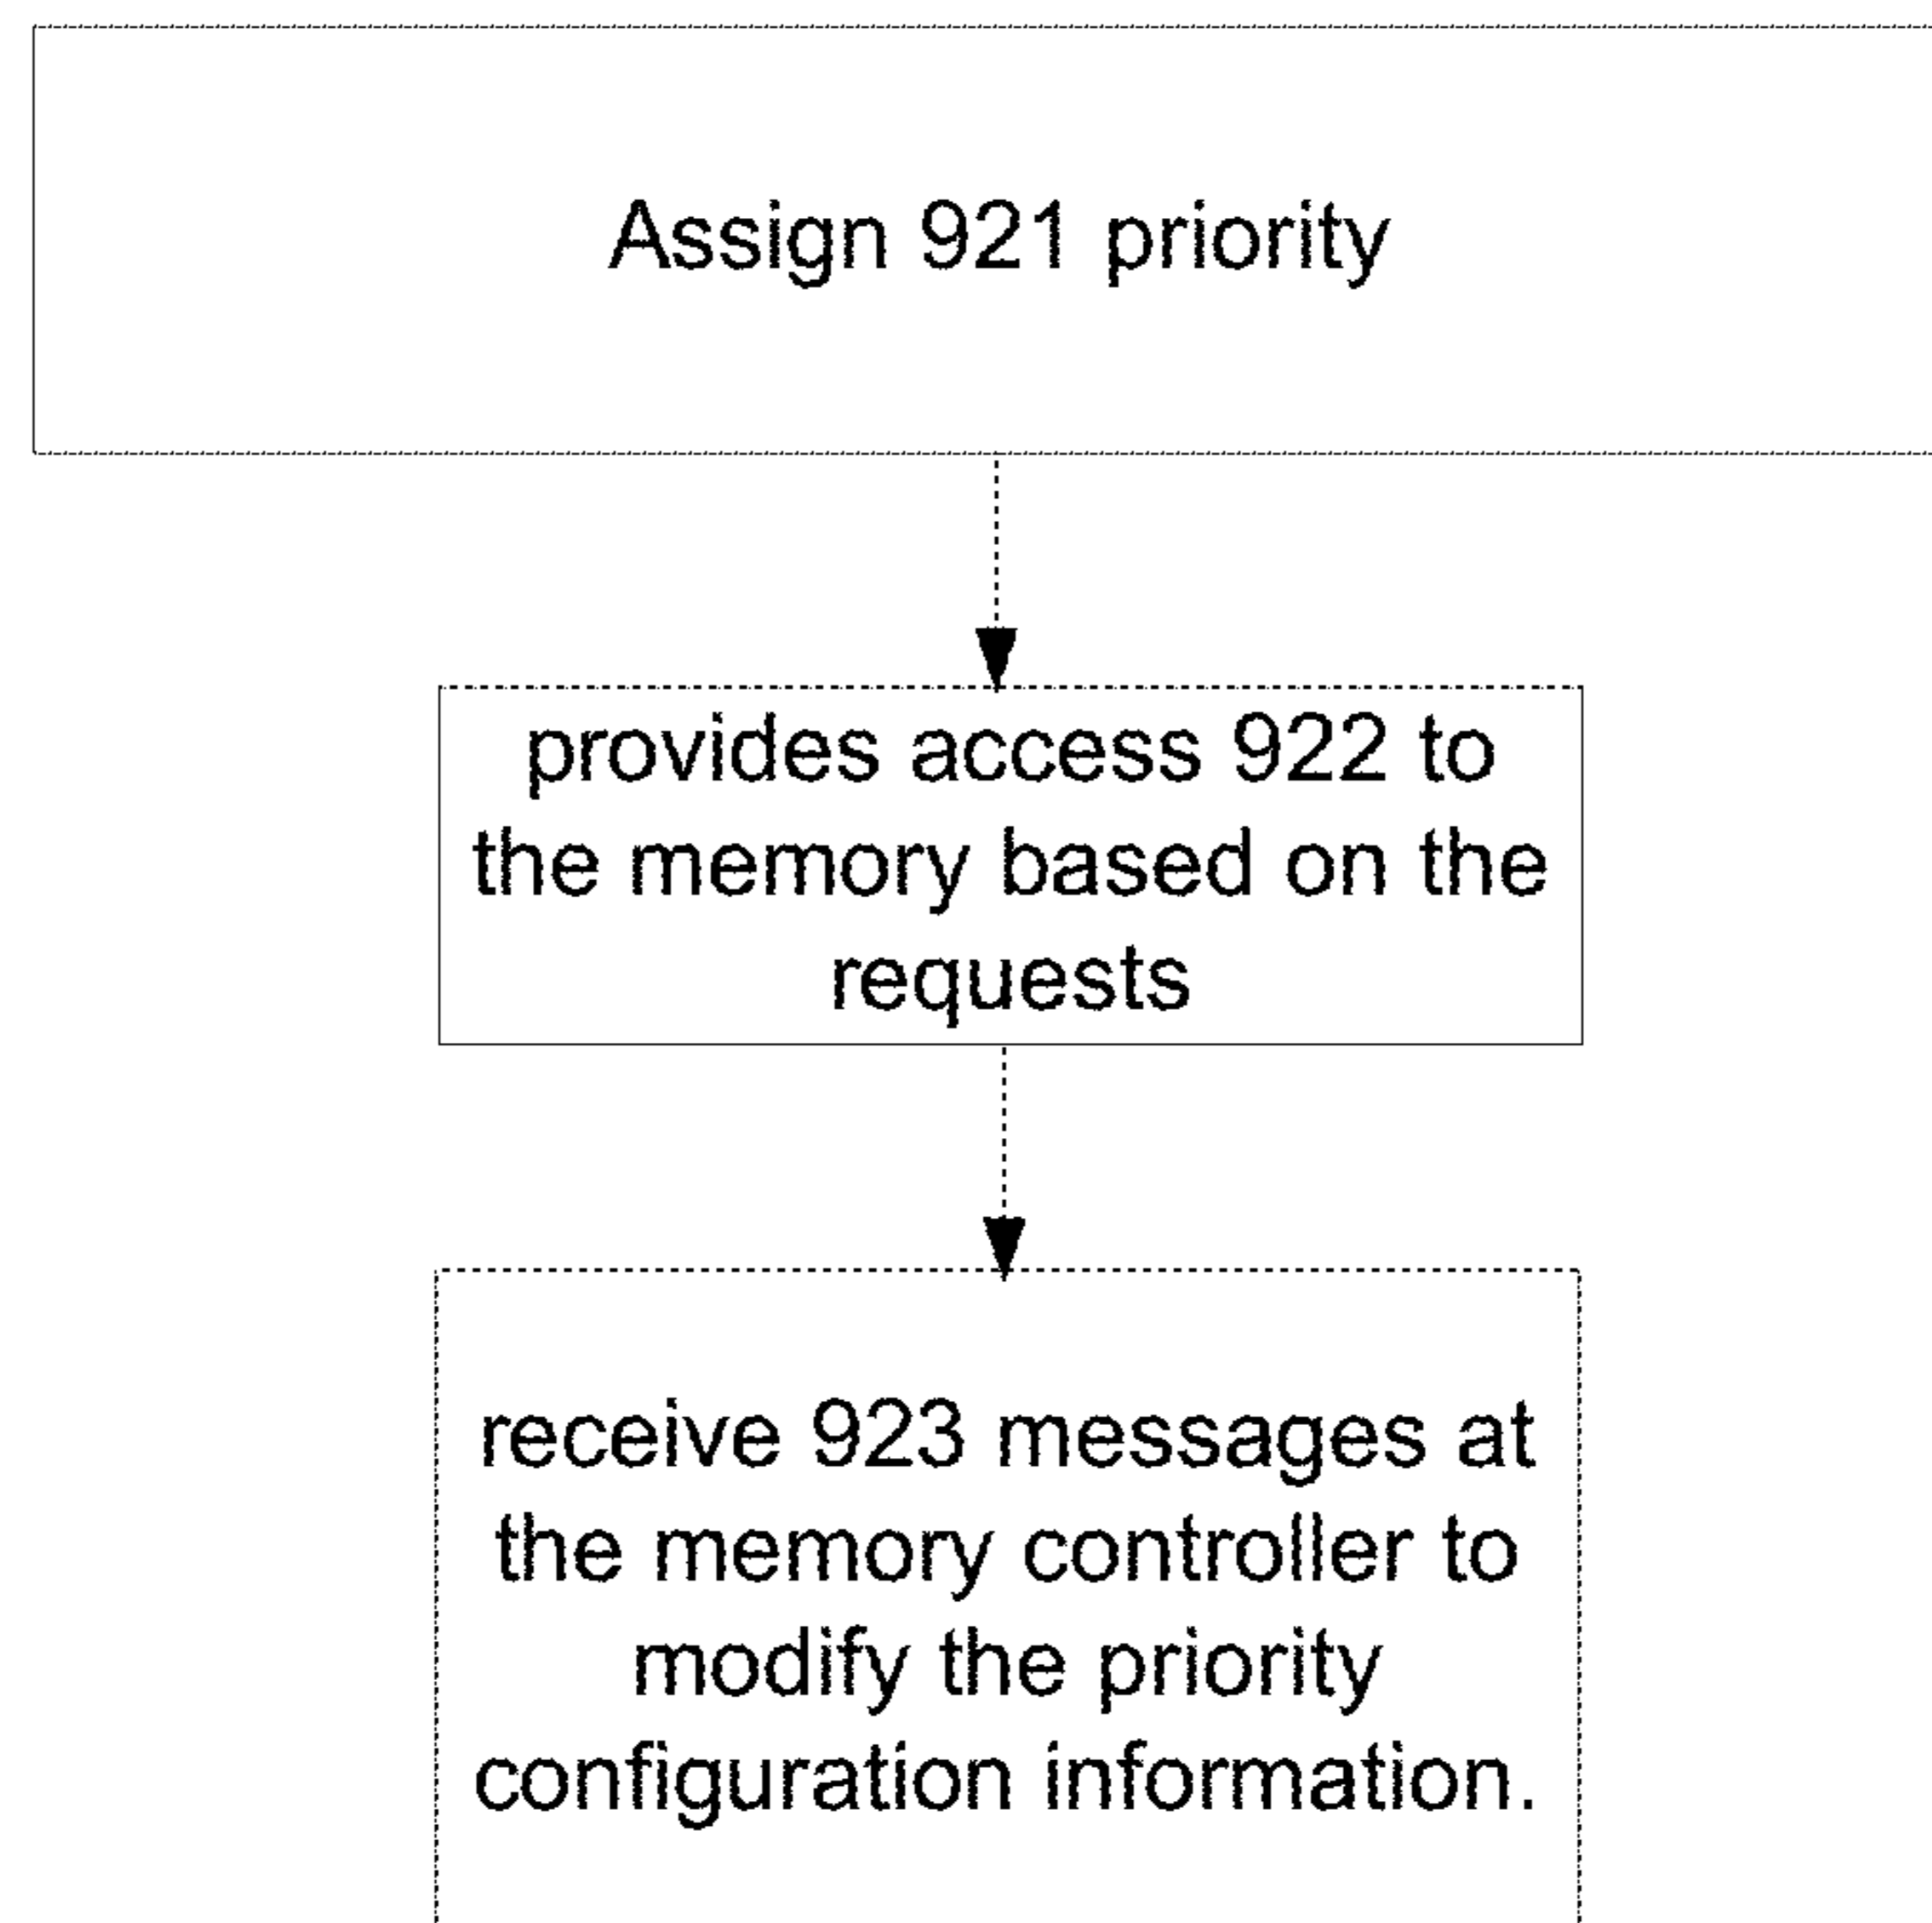 Assign 921 priority
provides access 922 to
the memory based on the
requests
receive 923 messages at
the memory controller to
modify the priority
configuration information.